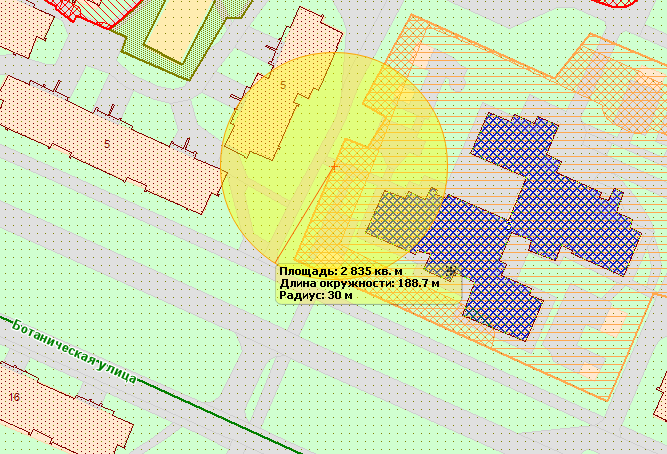 5
5
Площадь: 2 835 кв. м
Длина окружности: 188.7 м
Радиус: 30 м
Ботаническая улица
16